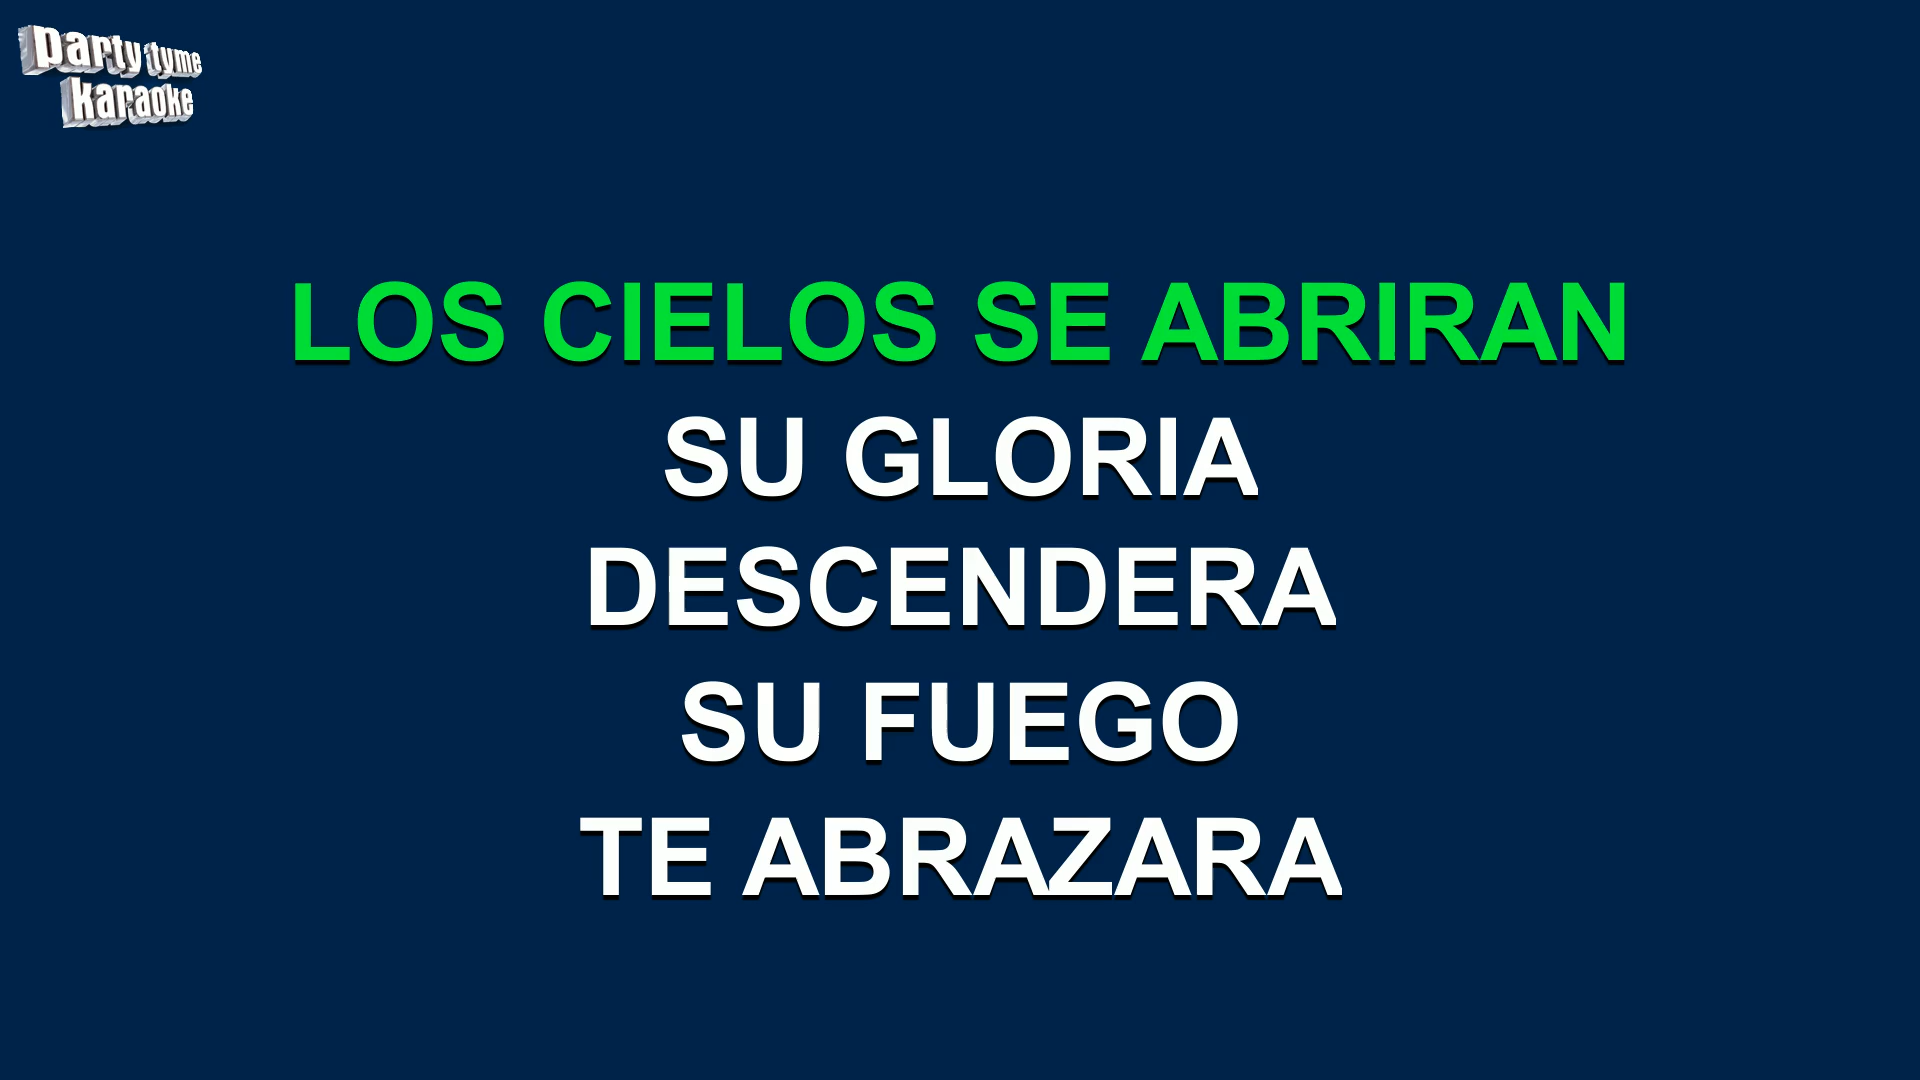 party tyme
karaoke
LOS CIELOS SE ABRIRAN
SU GLORIA
DESCENDERA
SU FUEGO
TE ABRAZARA